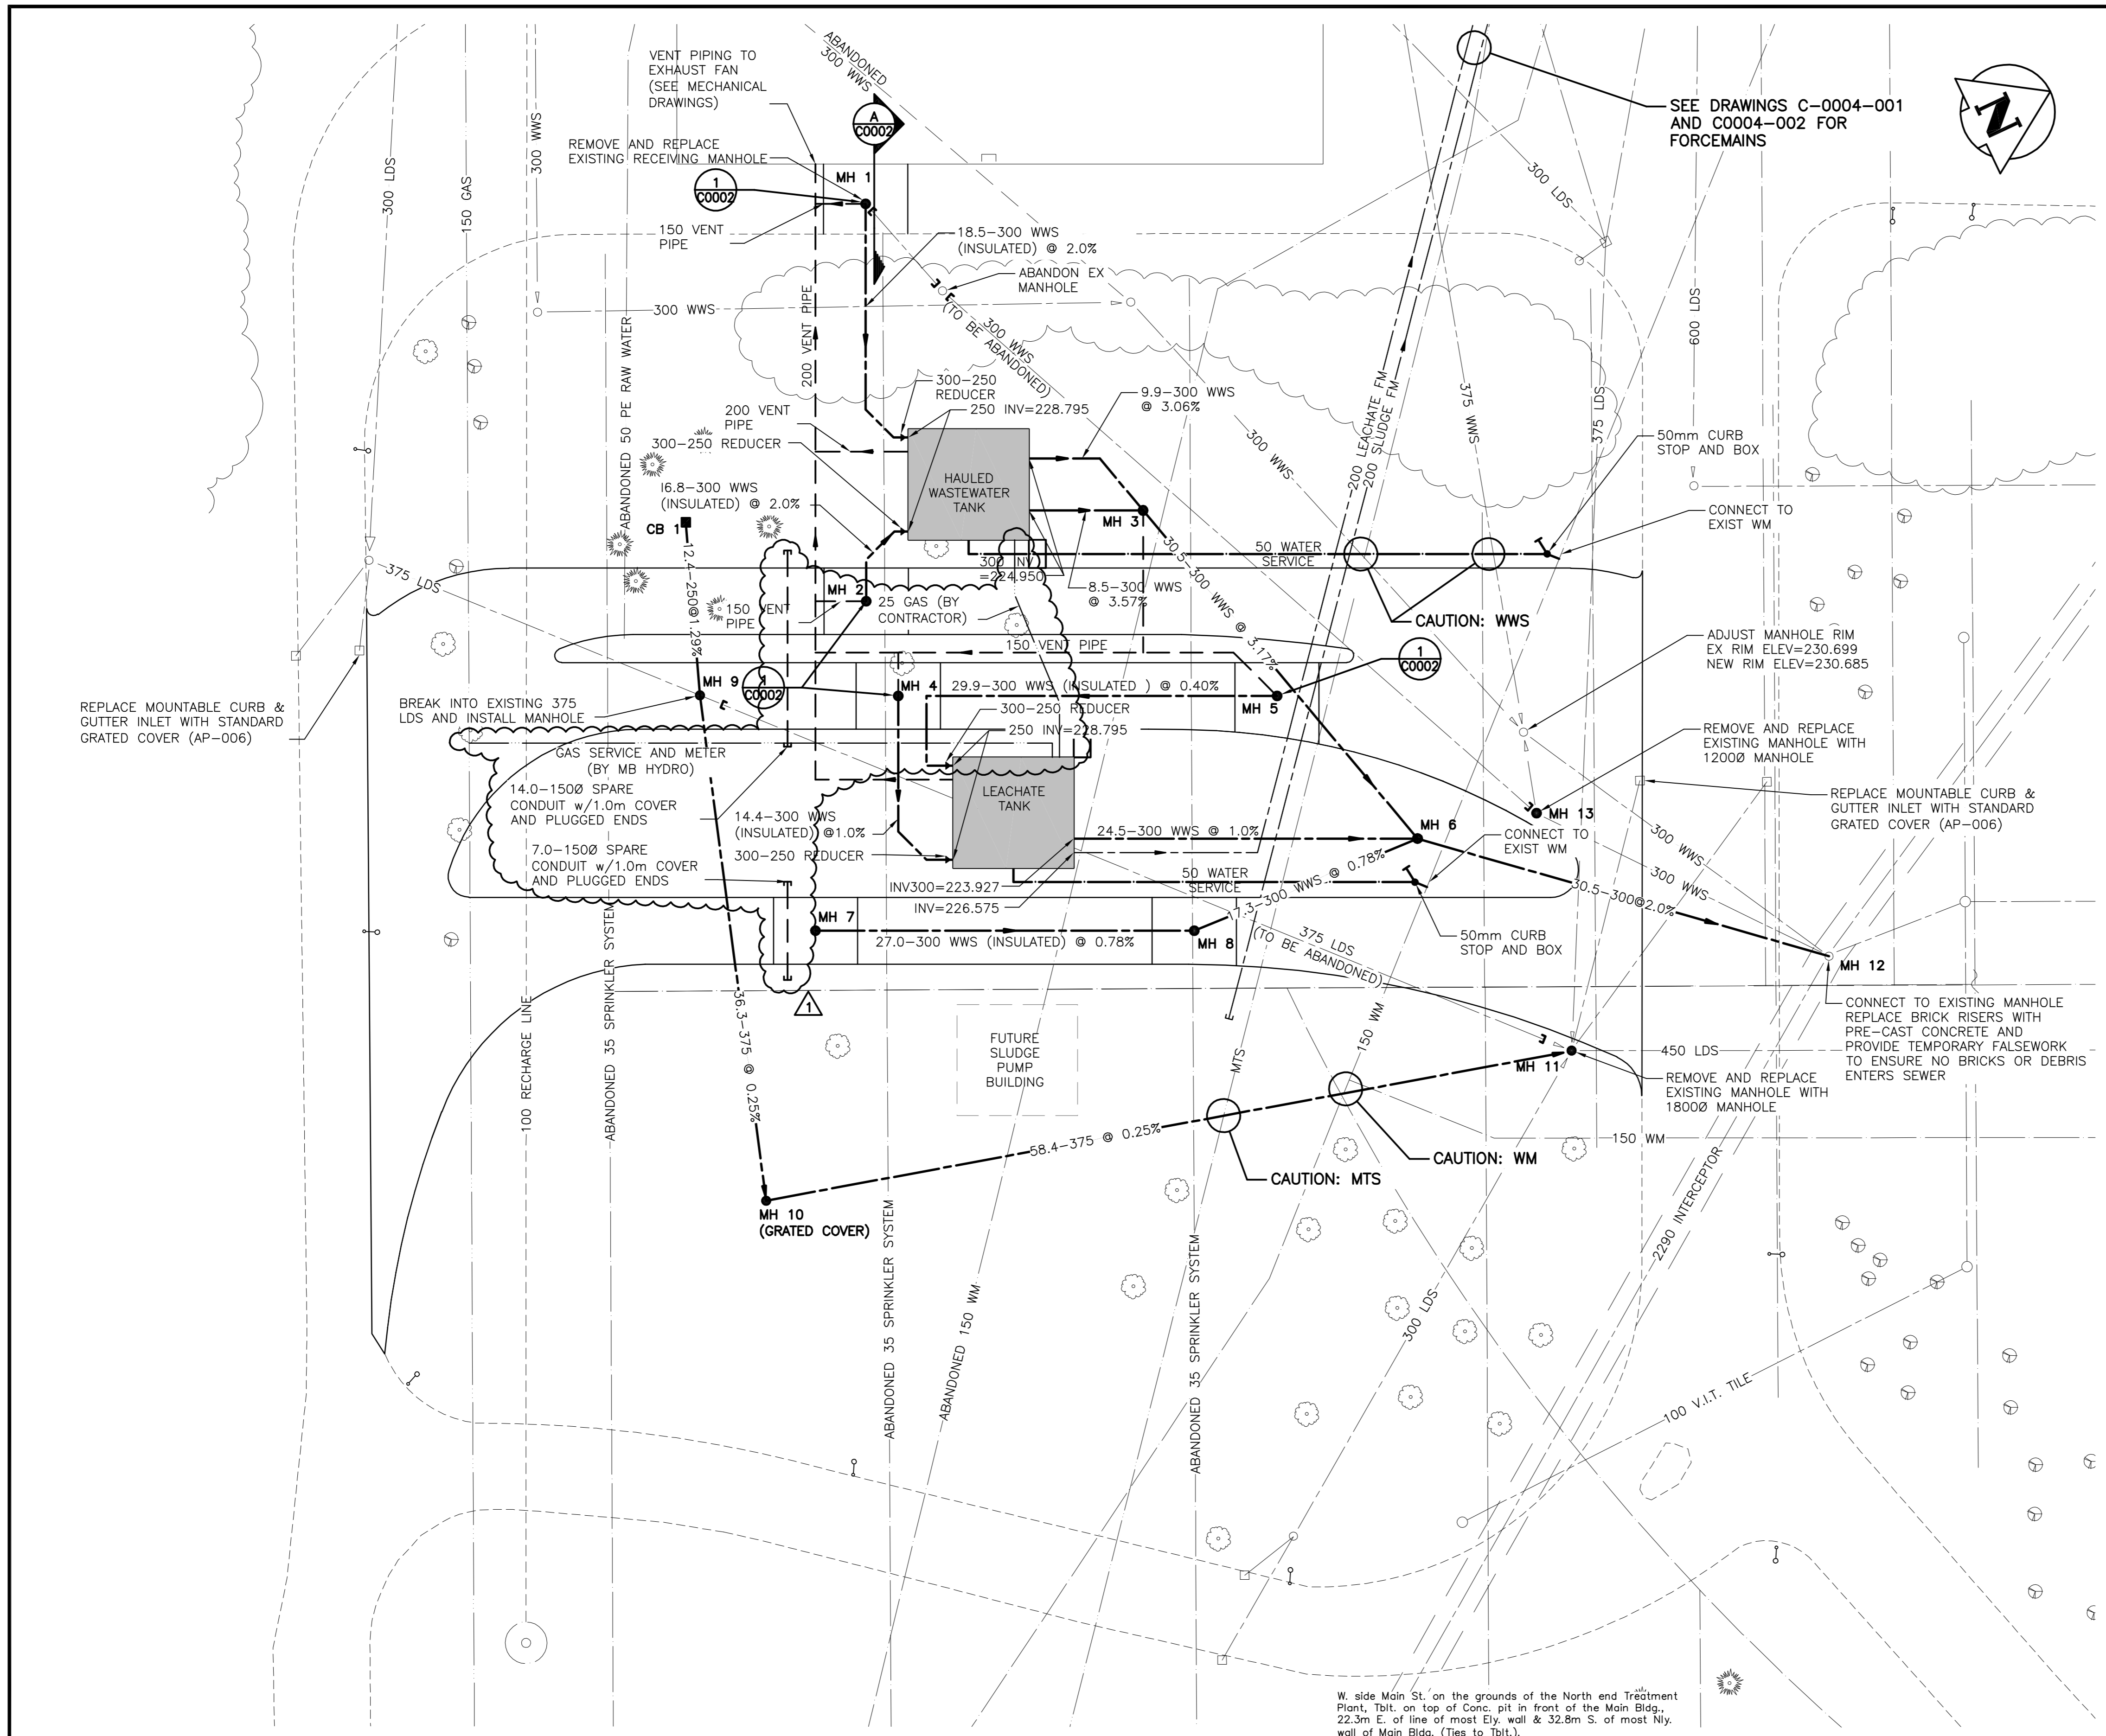 VENT PIPING TO
EXHAUST FAN
(SEE MECHANICAL
DRAWINGS)
REMOVE AND REPLACE
EXISTING RECEIVING MANHOLE
ABANDONED
300 WWS
A
C0002
SEE DRAWINGS C-0004-001
AND C0004-002 FOR
FORCEMAINS
N
300 LDS
150 GAS
300 WWS
1
C0002
MH 1
150 VENT
PIPE
18.5-300 WWS
(INSULATED) @ 2.0%
ABANDON EX
MANHOLE
300 LDS
600 LDS
300 WWS
ABANDONED 50 PE RAW WATER
200 VENT PIPE
300 WWS
(TO BE ABANDONED)
300-250
REDUCER
250 INV=228.795
9.9-300 WWS
@ 3.06%
200 VENT
PIPE
300-250 REDUCER
16.8-300 WWS
(INSULATED) @ 2.0%
HAULED
WASTEWATER
TANK
300 WWS
200 LEACHATE FM
200 SLUDGE FM
375 WWS
375 LDS
50mm CURB
STOP AND BOX
CONNECT TO
EXIST WM
CB 1
MH 3
50 WATER
SERVICE
300 INV
=224.950
8.5-300 WWS
@ 3.57%
30.5-300 WWS @ 3.17%
375 LDS
12.4-250@1.29%
MH 2
25 GAS (BY
CONTRACTOR)
150 VENT
PIPE
CAUTION: WWS
1
C0002
ADJUST MANHOLE RIM
EX RIM ELEV=230.699
NEW RIM ELEV=230.685
150 VENT PIPE
MH 9
1
C0002
MH 4
29.9-300 WWS (INSULATED ) @ 0.40%
MH 5
REPLACE MOUNTABLE CURB &
GUTTER INLET WITH STANDARD
GRATED COVER (AP-006)
BREAK INTO EXISTING 375
LDS AND INSTALL MANHOLE
300-250 REDUCER
250 INV=228.795
REMOVE AND REPLACE
EXISTING MANHOLE WITH
1200Ø MANHOLE
GAS SERVICE AND METER
(BY MB HYDRO)
14.0-150Ø SPARE
CONDUIT w/1.0m COVER
AND PLUGGED ENDS
LEACHATE
TANK
REPLACE MOUNTABLE CURB &
GUTTER INLET WITH STANDARD
GRATED COVER (AP-006)
14.4-300 WWS
(INSULATED) @1.0%
24.5-300 WWS @ 1.0%
MH 6
MH 13
CONNECT TO
EXIST WM
300 WWS
7.0-150Ø SPARE
CONDUIT w/1.0m COVER
AND PLUGGED ENDS
300-250 REDUCER
INV300=223.927
INV=226.575
50 WATER
SERVICE
17.3-300 WWS @ 0.78%
30.5-300@2.0%
300 WWS
MH 7
27.0-300 WWS (INSULATED) @ 0.78%
MH 8
375 LDS
(TO BE ABANDONED)
50mm CURB
STOP AND BOX
MH 12
1
100 RECHARGE LINE
ABANDONED 35 SPRINKLER SYSTEM
36.3-375 @ 0.25%
FUTURE
SLUDGE
PUMP
BUILDING
MTS
150 WM
MH 11
450 LDS
CONNECT TO EXISTING MANHOLE
REPLACE BRICK RISERS WITH
PRE-CAST CONCRETE AND
PROVIDE TEMPORARY FALSEWORK
TO ENSURE NO BRICKS OR DEBRIS
ENTERS SEWER
REMOVE AND REPLACE
EXISTING MANHOLE WITH
1800Ø MANHOLE
58.4-375 @ 0.25%
150 WM
CAUTION: WM
CAUTION: MTS
MH 10
(GRATED COVER)
2290 INTERCEPTOR
ABANDONED 35 SPRINKLER SYSTEM
ABANDONED 150 WM
ABANDONED 35 SPRINKLER SYSTEM
300 LDS
100 V.I.T. TILE
W. side Main St. on the grounds of the North end Treatment
Plant, Tblt. on top of Conc. pit in front of the Main Bldg.,
22.3m E. of line of most Ely. wall & 32.8m S. of most Nly.
wall of Main Bldg. (Ties to Tblt.).